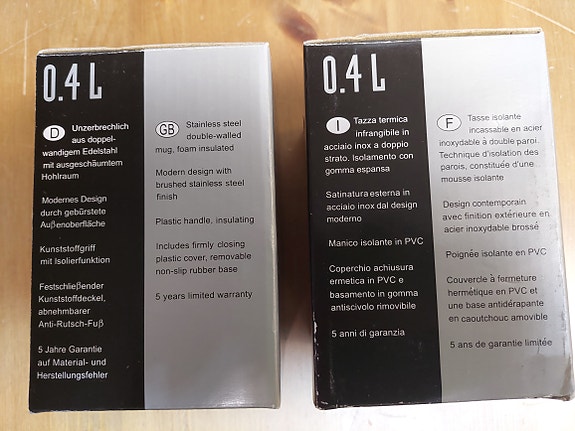 0.4 L
D Unzerbrechlich
aus doppel-
wandigem Edelstahl
mit ausgeschäumtem
Hohlraum
Modernes Design
durch gebürstete
Außenoberfläche
Kunststoffgriff
mit Isolierfunktion
Festschließender
Kunststoffdeckel,
abnehmbarer
Anti-Rutsch-Fuß
5 Jahre Garantie
auf Material- und
Herstellungsfehler
GB Stainless steel
double-walled
mug, foam insulated
Modern design with
brushed stainless steel
finish
Plastic handle, insulating
Includes firmly closing
plastic cover, removable
non-slip rubber base
5 years limited warranty
0.4 L
I Tazza termica
infrangibile in
acciaio inox a doppio
strato. Isolamento con
gomma espansa
Satinatura esterna in
acciaio inox dal design
moderno
Manico isolante in PVC
Coperchio achiusura
ermetica in PVC e
basamento in gomma
antiscivolo rimovibile
5 anni di garanzia
F Tasse isolante
incassable en acier
inoxydable à double paroi.
Technique d'isolation des
parois, constituée d'une
mousse isolante
Design contemporain
avec finition extérieure en
acier inoxydable brossé
Poignée isolante en PVC
Couvercle à fermeture
hermétique en PVC et
une base antidérapante
en caoutchouc amovible
5 ans de garantie limitée